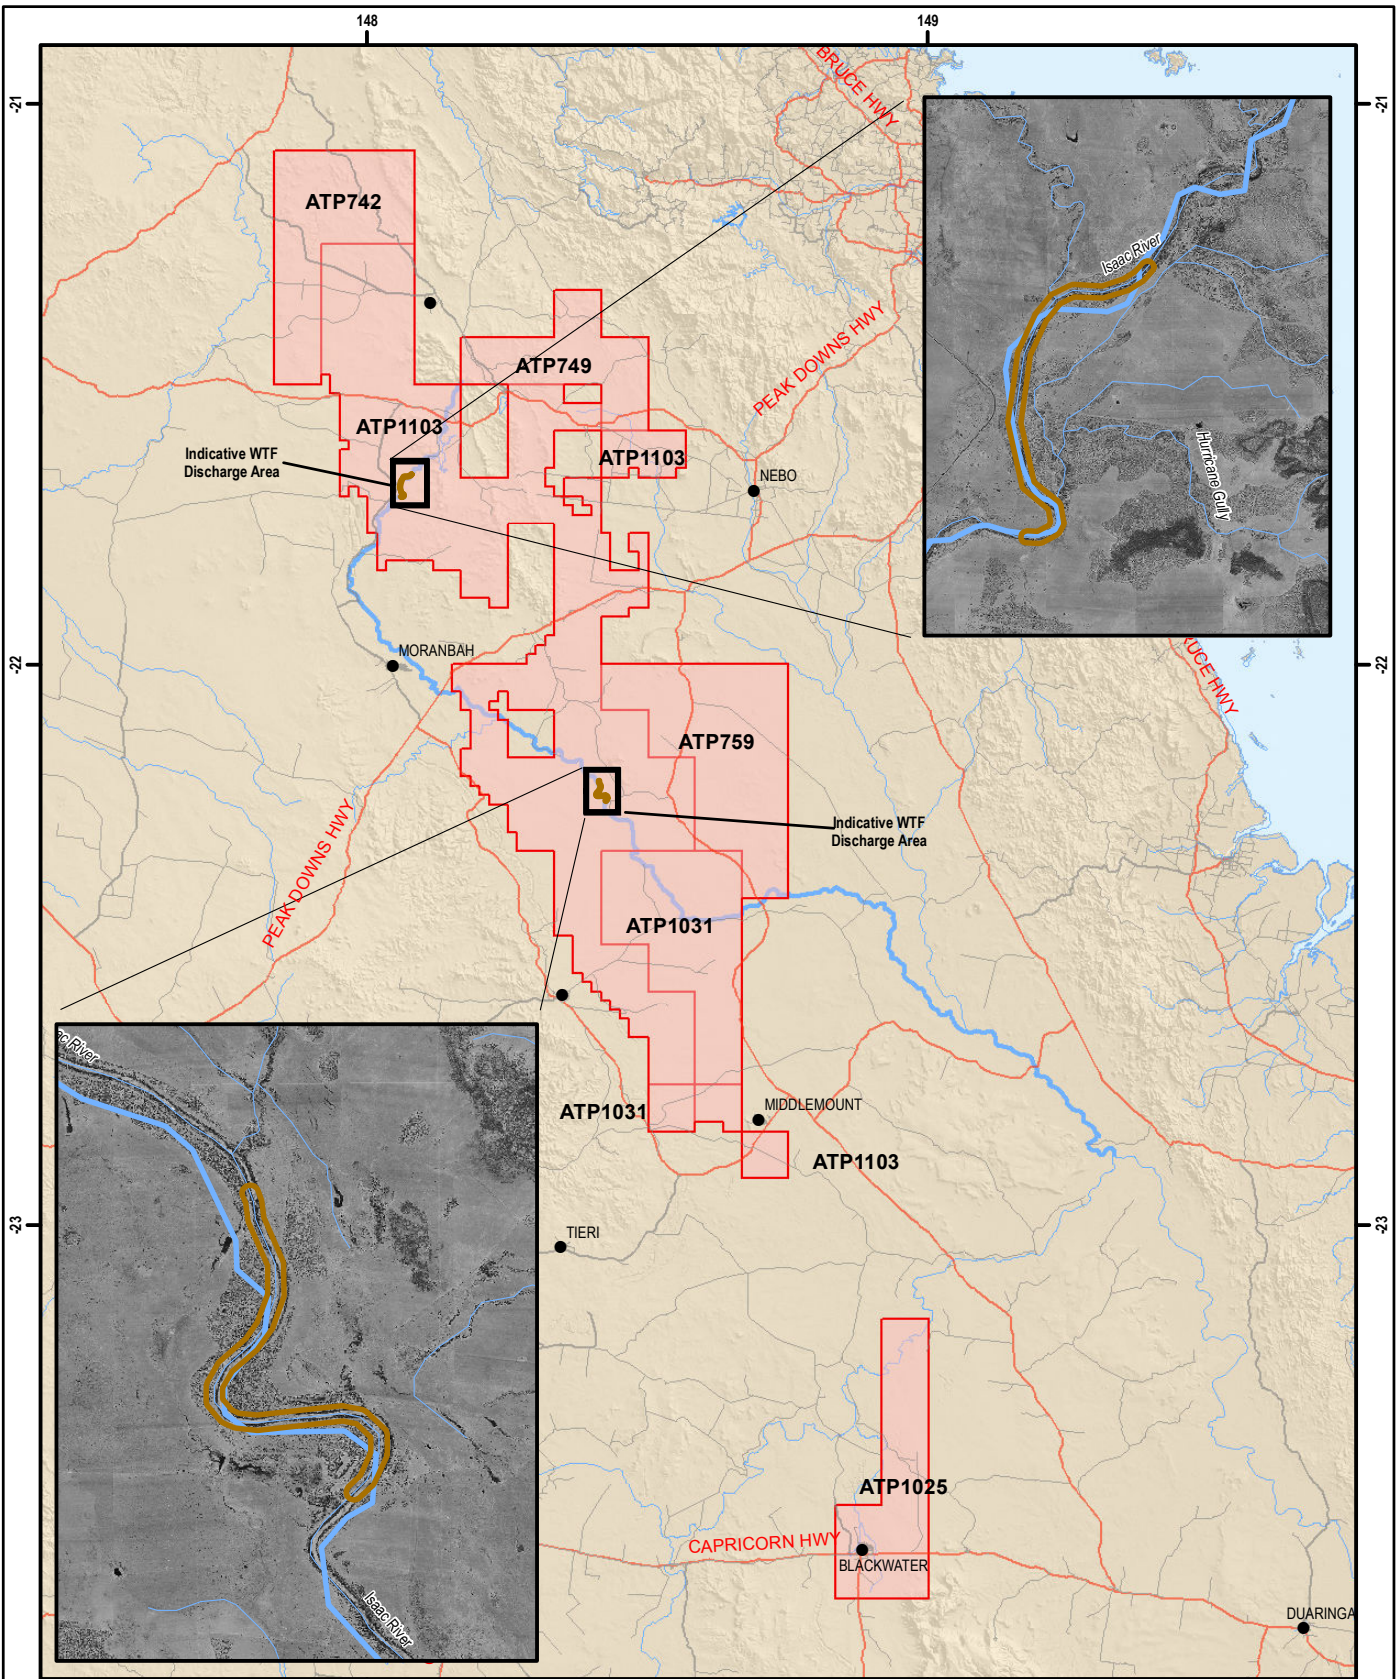 148
149
-21
-21
BRUCE HWY
Isaac River
Hurricane Gully
ATP742
ATP749
PEAK DOWNS HWY
ATP1103
Indicative WTF
Discharge Area
ATP1103
NEBO
MORANBAH
-22
-22
RUCE HWY
ATP759
PEAK DOWNS HWY
Indicative WTF
Discharge Area
ATP1031
ac River
ATP1031
MIDDLEMOUNT
ATP1103
-23
-23
TIERI
ATP1025
CAPRICORN HWY
BLACKWATER
Isaac River
DUARINGA